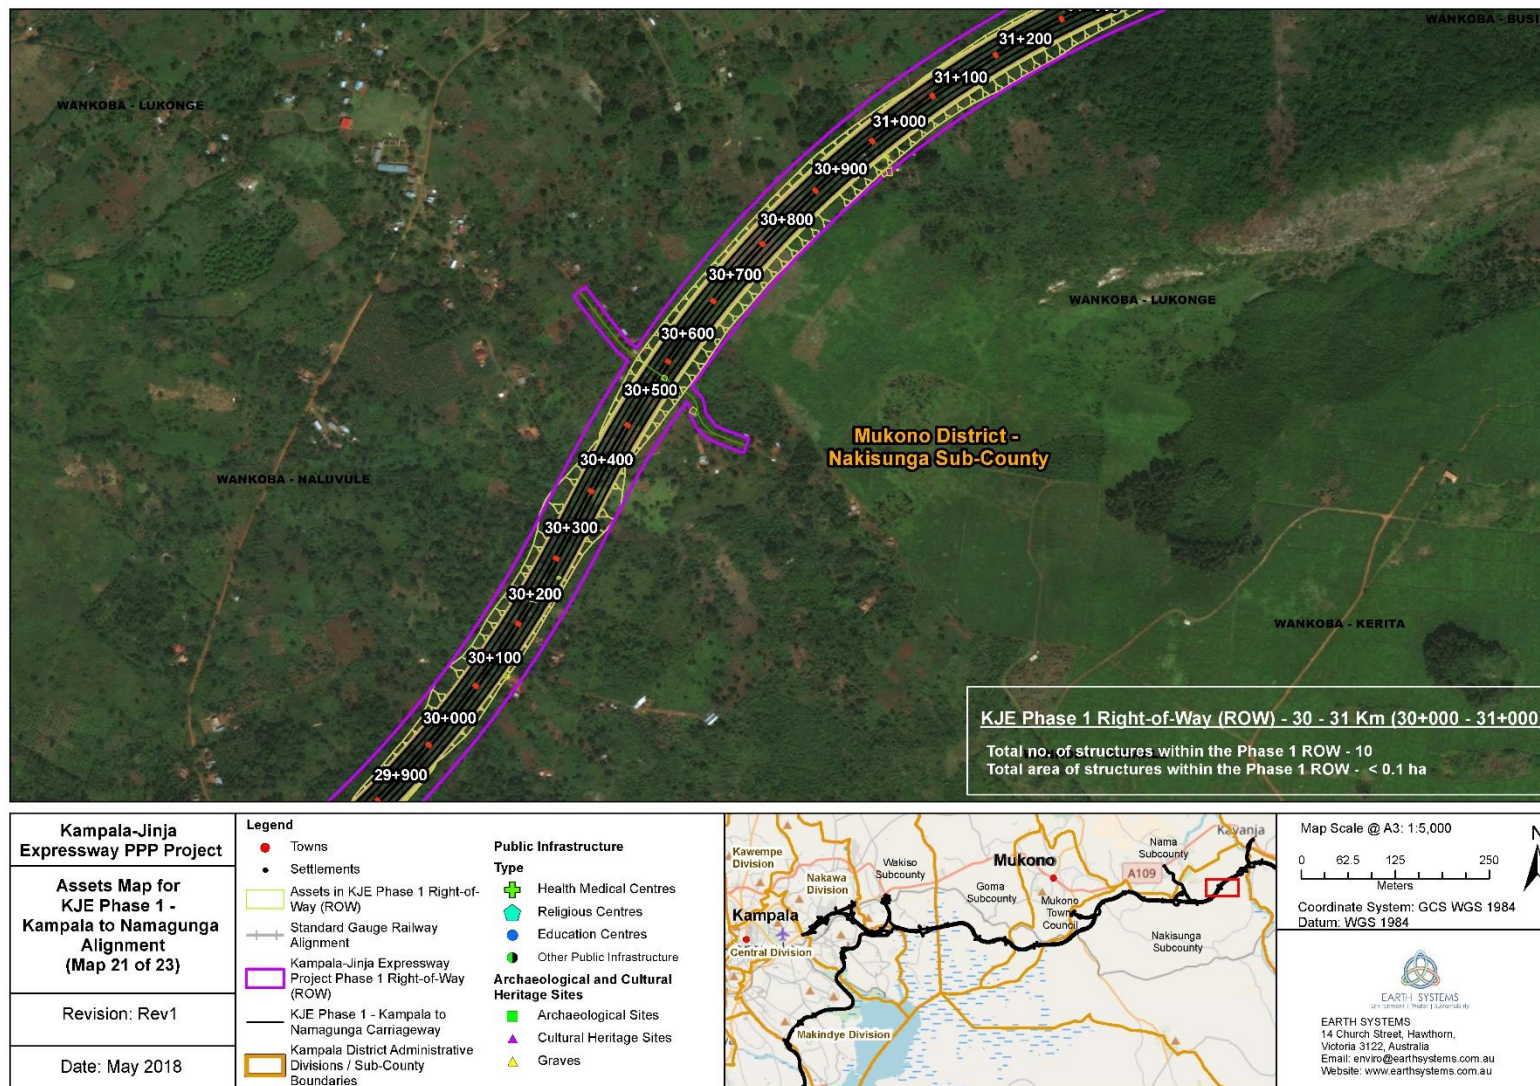 WANKOBA - BUSI
31+200
31+100
WANKOBA - LUKONGE
31+000
30+900
30+800
30+700
WANKOBA - LUKONGE
30+600
30+500
Mukono District -
Nakisunga Sub-County
30+400
WANKOBA - NALUVULE
30+300
30+200
WANKOBA - KERITA
30+100
30+000
29+900
KJE Phase 1 Right-of-Way (ROW) - 30 - 31 Km (30+000 - 31+000
Total no. of structures within the Phase 1 ROW - 10
Total area of structures within the Phase 1 ROW - < 0.1 ha
Kampala-Jinja
Expressway PPP Project
Assets Map for
KJE Phase 1 -
Kampala to Namagunga
Alignment
(Map 21 of 23)
Revision: Rev1
Date: May 2018
Legend
Towns
Settlements
Assets in KJE Phase 1 Right-of-
Way (ROW)
Standard Gauge Railway
Alignment
Kampala-Jinja Expressway
Project Phase 1 Right-of-Way
(ROW)
KJE Phase 1 - Kampala to
Namagunga Carriageway
Kampala District Administrative
Divisions / Sub-County
Boundaries
Public Infrastructure
Type
Health Medical Centres
Religious Centres
Education Centres
Other Public Infrastructure
Archaeological and Cultural
Heritage Sites
Archaeological Sites
Cultural Heritage Sites
Graves
Kawempe
Division
Nakawa
Division
Wakiso
Subcounty
Mukono
Goma
Subcounty
Nama
Subcounty
Kavanja
A109
Kampala
Mukono
Town
Council
Central Division
Nakisunga
Subcounty
Makindye Division
Map Scale @ A3: 1:5,000
0 62.5 125 250
Meters
N
Coordinate System: GCS WGS 1984
Datum: WGS 1984
EARTH SYSTEMS
Environment | Water | Sustainability
EARTH SYSTEMS
14 Church Street, Hawthorn,
Victoria 3122, Australia
Email: enviro@earthsystems.com.au
Website: www.earthsystems.com.au